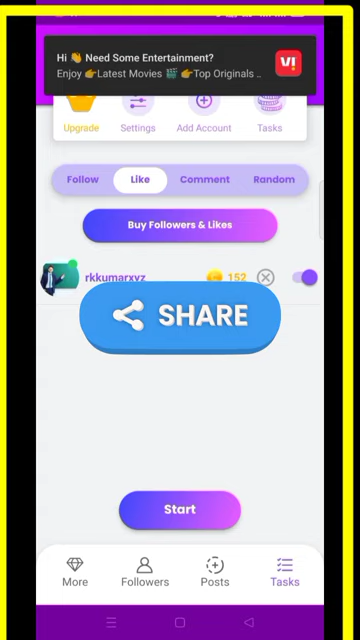 Hi 👋 Need Some Entertainment?
Enjoy 👉Latest Movies 🎬 👉Top Originals ..
VI
Upgrade
Settings
Add Account
Tasks
Follow
Like
Comment
Random
Buy Followers & Likes
rkkumarxyz
152
SHARE
Start
More
Followers
Posts
Tasks